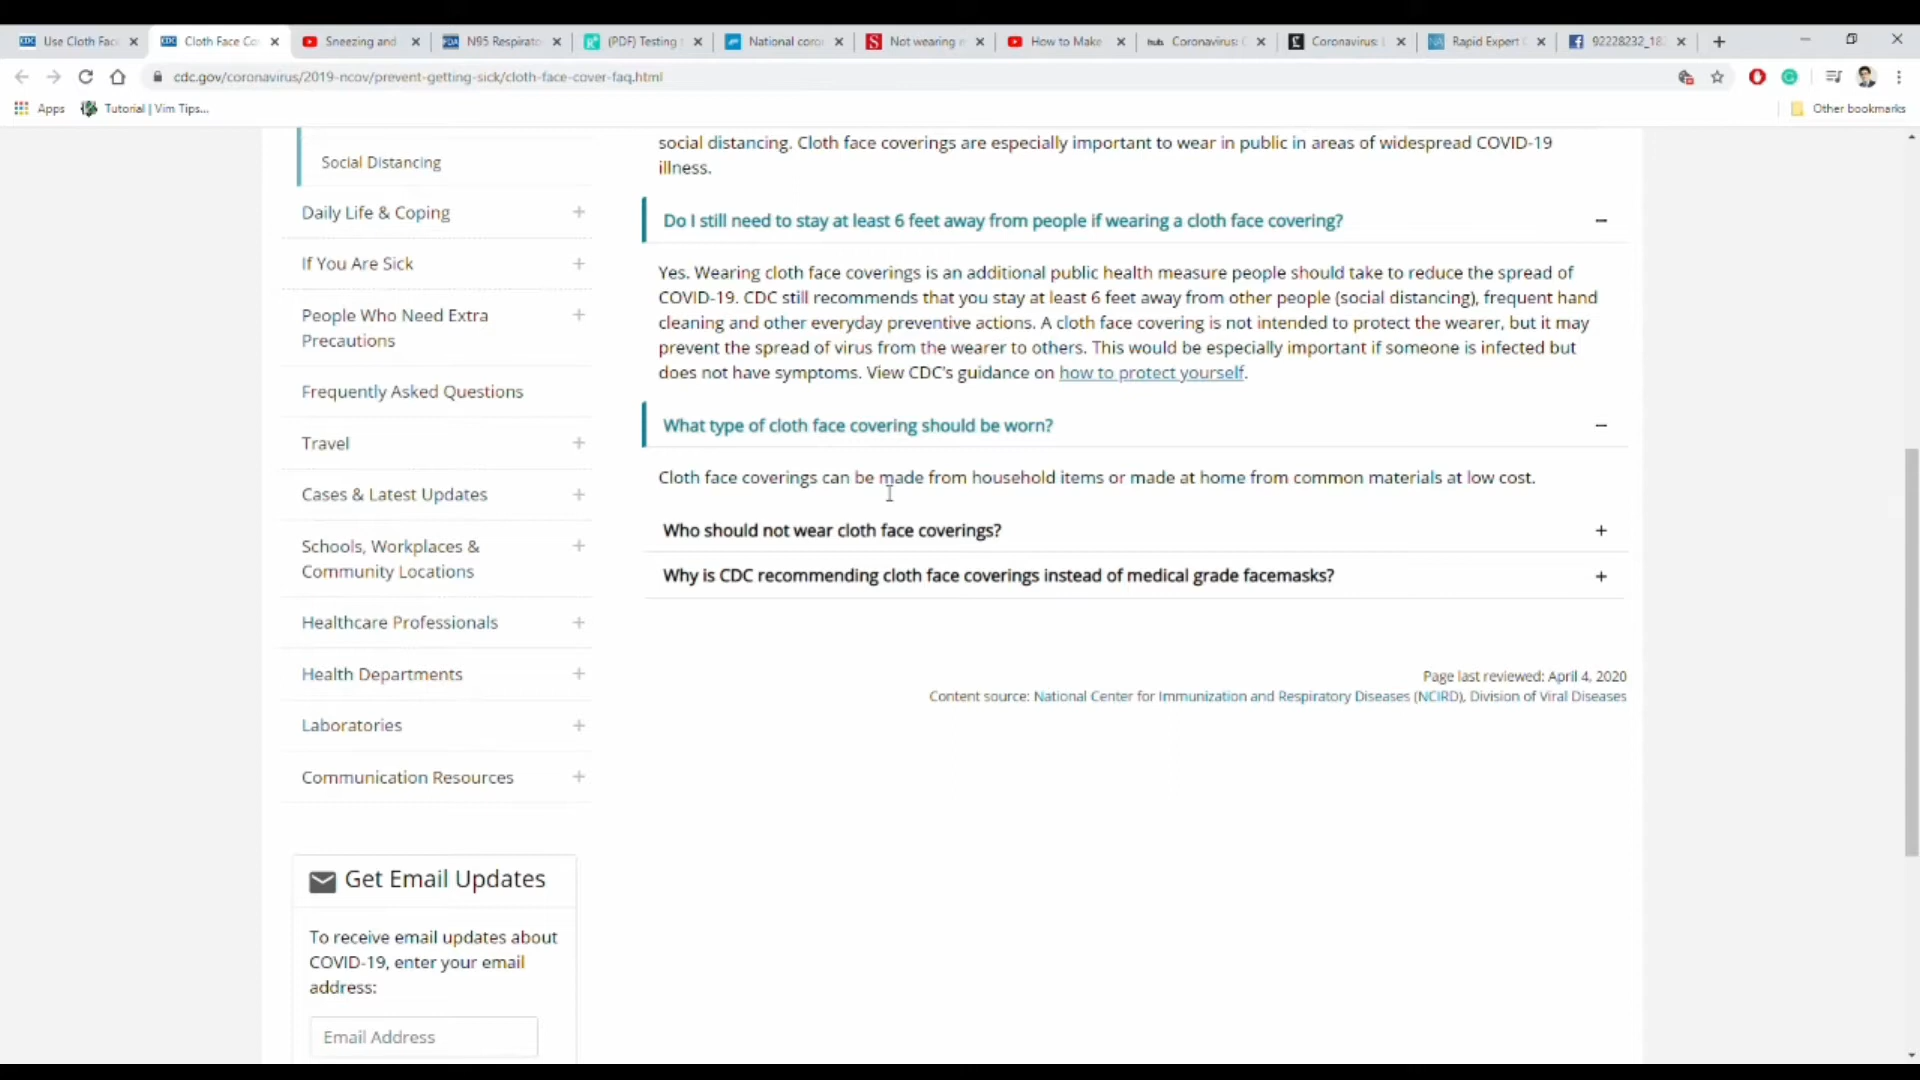 Use Cloth Fac
Cloth Face Co
Sneezing and
N95 Respirato
(PDF) Testing
National coro
Not wearing
How to Make
hub Coronavirus: C
Coronavirus:
Rapid Expert
92228232_18
cdc.gov/coronavirus/2019-ncov/prevent-getting-sick/cloth-face-cover-faq.html
Apps
Tutorial | Vim Tips...
Other bookmarks
Social Distancing
Daily Life & Coping
If You Are Sick
People Who Need Extra
Precautions
Frequently Asked Questions
Travel
Cases & Latest Updates
Schools, Workplaces &
Community Locations
Healthcare Professionals
Health Departments
Laboratories
Communication Resources
Get Email Updates
To receive email updates about
COVID-19, enter your email
address:
Email Address
social distancing. Cloth face coverings are especially important to wear in public in areas of widespread COVID-19
illness.
Do I still need to stay at least 6 feet away from people if wearing a cloth face covering?
Yes. Wearing cloth face coverings is an additional public health measure people should take to reduce the spread of
COVID-19. CDC still recommends that you stay at least 6 feet away from other people (social distancing), frequent hand
cleaning and other everyday preventive actions. A cloth face covering is not intended to protect the wearer, but it may
prevent the spread of virus from the wearer to others. This would be especially important if someone is infected but
does not have symptoms. View CDC's guidance on how to protect yourself.
What type of cloth face covering should be worn?
Cloth face coverings can be made from household items or made at home from common materials at low cost.
Who should not wear cloth face coverings?
Why is CDC recommending cloth face coverings instead of medical grade facemasks?
Page last reviewed: April 4, 2020
Content source: National Center for Immunization and Respiratory Diseases (NCIRD), Division of Viral Diseases